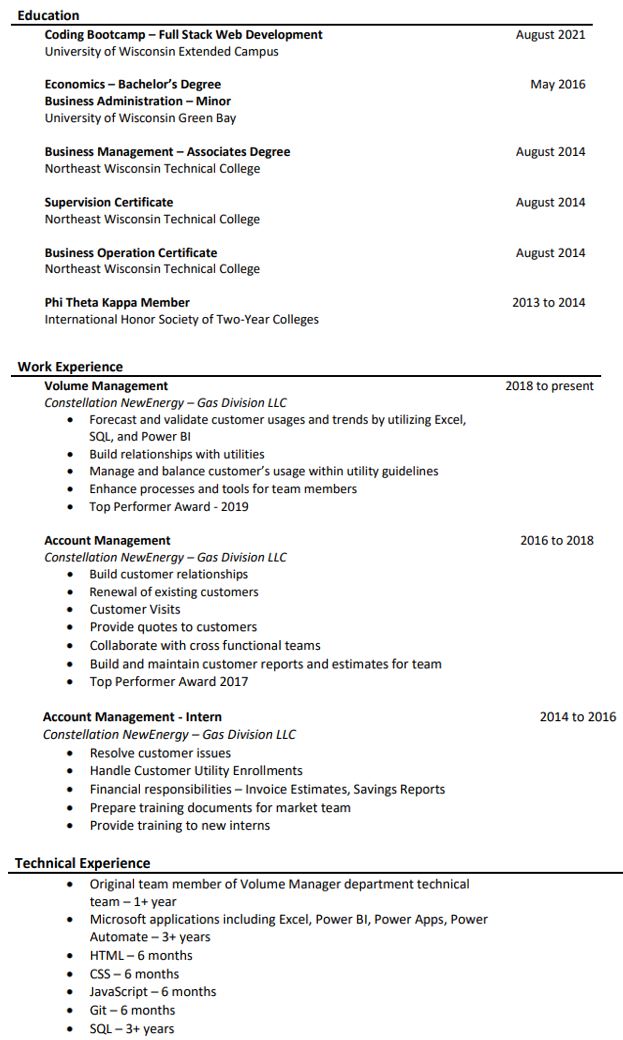 Education
Coding Bootcamp – Full Stack Web Development August 2021
University of Wisconsin Extended Campus
Economics – Bachelor's Degree May 2016
Business Administration – Minor
University of Wisconsin Green Bay
Business Management – Associates Degree August 2014
Northeast Wisconsin Technical College
Supervision Certificate August 2014
Northeast Wisconsin Technical College
Business Operation Certificate August 2014
Northeast Wisconsin Technical College
Phi Theta Kappa Member 2013 to 2014
International Honor Society of Two-Year Colleges
Work Experience
Volume Management 2018 to present
Constellation NewEnergy – Gas Division LLC
• Forecast and validate customer usages and trends by utilizing Excel,
SQL, and Power BI
• Build relationships with utilities
• Manage and balance customer's usage within utility guidelines
• Enhance processes and tools for team members
• Top Performer Award - 2019
Account Management 2016 to 2018
Constellation NewEnergy – Gas Division LLC
• Build customer relationships
• Renewal of existing customers
• Customer Visits
• Provide quotes to customers
• Collaborate with cross functional teams
• Build and maintain customer reports and estimates for team
• Top Performer Award 2017
Account Management - Intern 2014 to 2016
Constellation NewEnergy – Gas Division LLC
• Resolve customer issues
• Handle Customer Utility Enrollments
• Financial responsibilities – Invoice Estimates, Savings Reports
• Prepare training documents for market team
• Provide training to new interns
Technical Experience
• Original team member of Volume Manager department technical
team – 1+ year
• Microsoft applications including Excel, Power BI, Power Apps, Power
Automate – 3+ years
• HTML – 6 months
• CSS – 6 months
• JavaScript – 6 months
• Git – 6 months
• SQL – 3+ years